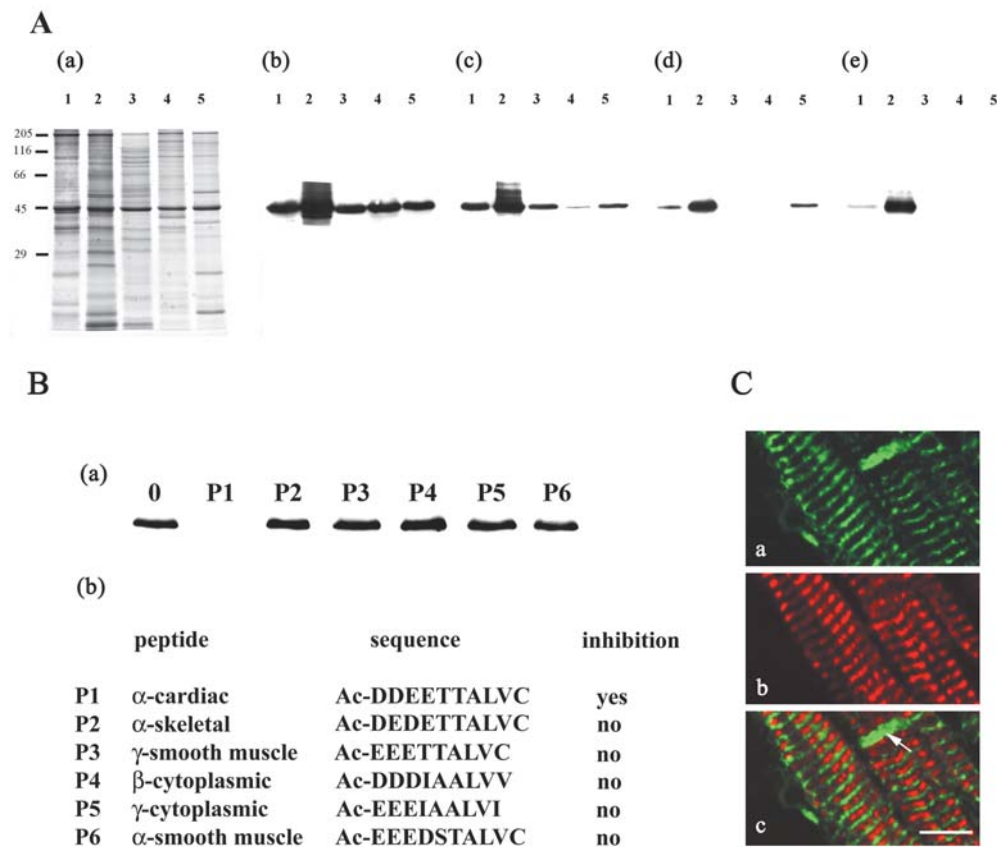 A
(a) (b) (c) (d) (e)
1 2 3 4 5 1 2 3 4 5 1 2 3 4 5 1 2 3 4 5 1 2 3 4 5
205
116
66
45
29
B
(a)
0 P1 P2 P3 P4 P5 P6
(b)
peptide sequence inhibition
P1 α-cardiac Ac-DDEETTALVC yes
P2 α-skeletal Ac-DEDETTALVC no
P3 γ-smooth muscle Ac-EEETTALVC no
P4 β-cytoplasmic Ac-DDDIAALVV no
P5 γ-cytoplasmic Ac-EEEIAALVI no
P6 α-smooth muscle Ac-EEEDSTALVC no
C
a
b
c